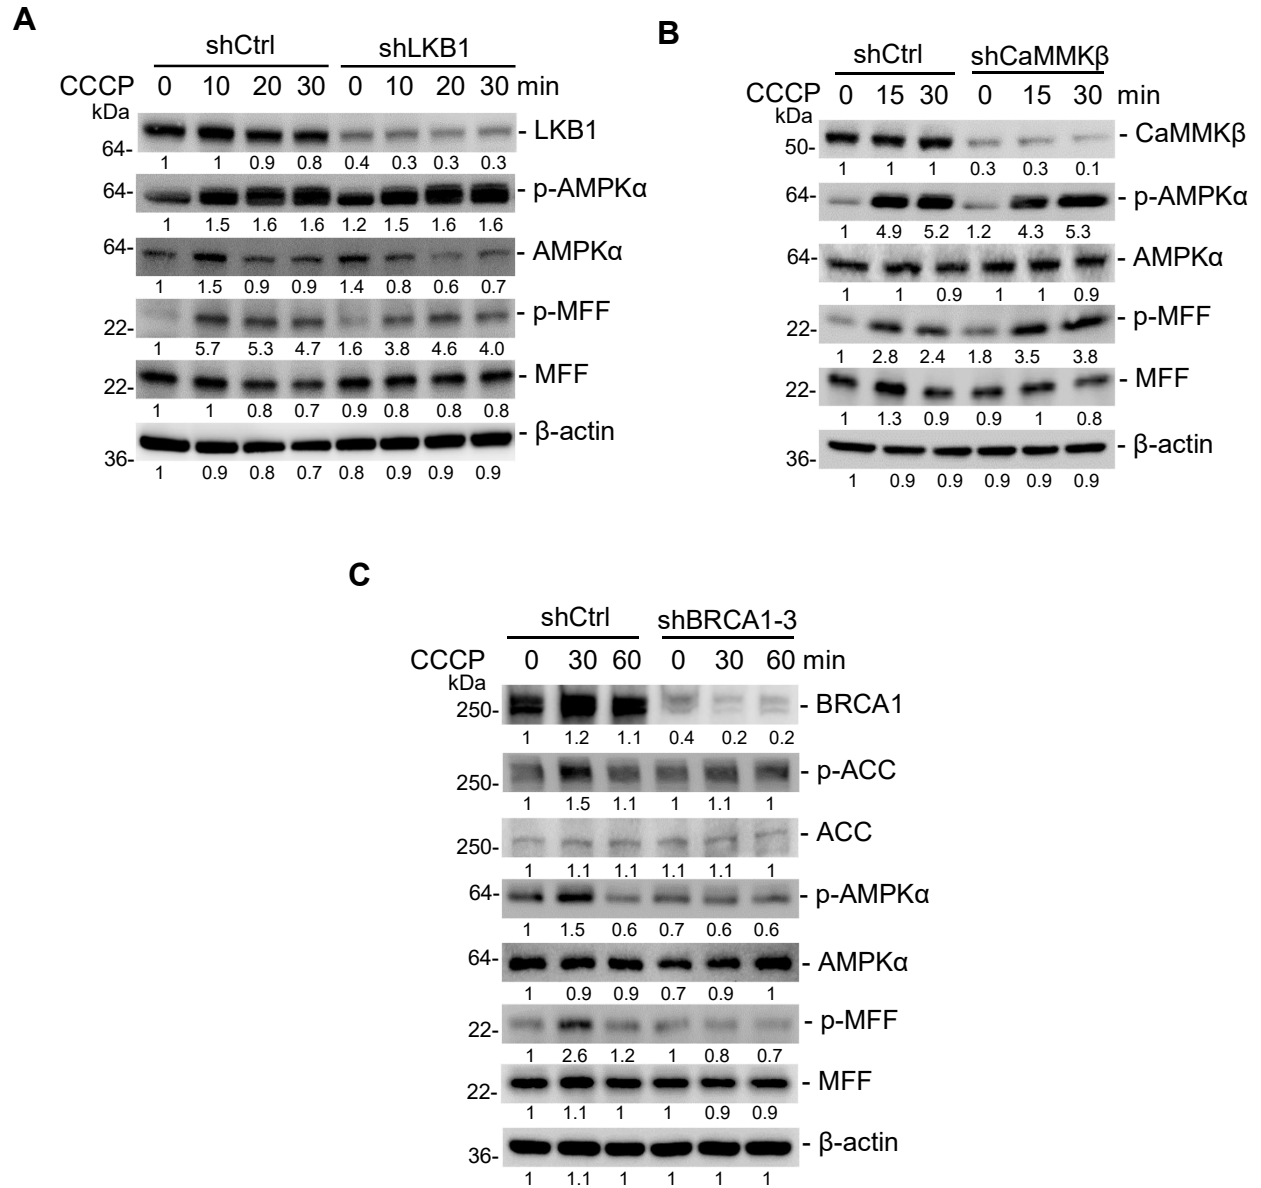 A
shCtrl shLKB1
CCCP 0 10 20 30 0 10 20 30 min
kDa
64- - LKB1
1 1 0.9 0.8 0.4 0.3 0.3 0.3
64- - p-AMPKα
1 1.5 1.6 1.6 1.2 1.5 1.6 1.6
64- - AMPKα
1 1.5 0.9 0.9 1.4 0.8 0.6 0.7
22- - p-MFF
1 5.7 5.3 4.7 1.6 3.8 4.6 4.0
22- - MFF
1 1 0.8 0.7 0.9 0.8 0.8 0.8
36- - β-actin
1 0.9 0.8 0.7 0.8 0.9 0.9 0.9
B
shCtrl shCaMMKβ
CCCP 0 15 30 0 15 30 min
kDa
50- - CaMMKβ
1 1 1 0.3 0.3 0.1
64- - p-AMPKα
1 4.9 5.2 1.2 4.3 5.3
64- - AMPKα
1 1 0.9 1 1 0.9
22- - p-MFF
1 2.8 2.4 1.8 3.5 3.8
22- - MFF
1 1.3 0.9 0.9 1 0.8
36- - β-actin
1 0.9 0.9 0.9 0.9 0.9
C
shCtrl shBRCA1-3
CCCP 0 30 60 0 30 60 min
kDa
250- - BRCA1
1 1.2 1.1 0.4 0.2 0.2
250- - p-ACC
1 1.5 1.1 1 1.1 1
250- - ACC
1 1.1 1.1 1.1 1.1 1
64- - p-AMPKα
1 1.5 0.6 0.7 0.6 0.6
64- - AMPKα
1 0.9 0.9 0.7 0.9 1
22- - p-MFF
1 2.6 1.2 1 0.8 0.7
22- - MFF
1 1.1 1 1 0.9 0.9
36- - β-actin
1 1.1 1 1 1 1